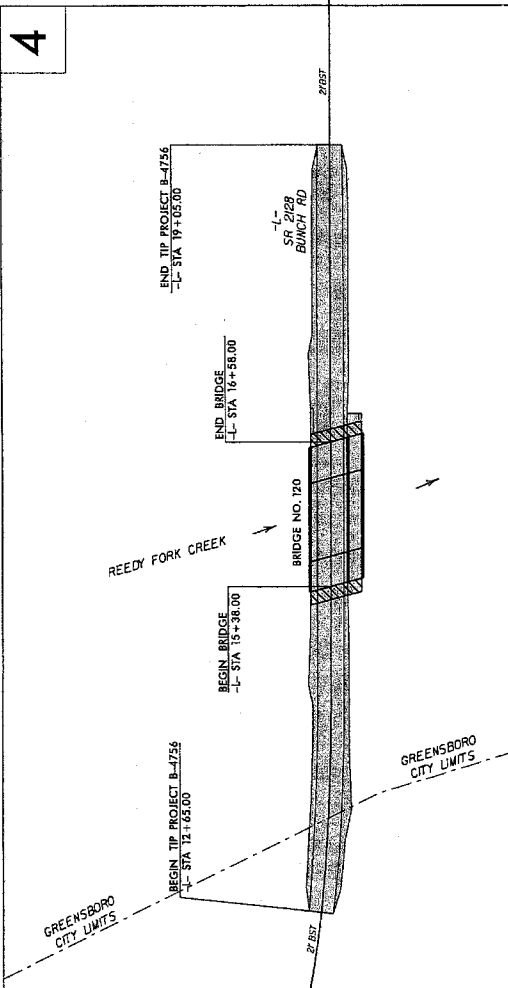 4
END TIP PROJECT B-4756
-L- STA 19+05.00
21' BST
-L-
SR 2128
BUNCH RD
END BRIDGE
-L- STA 16+58.00
BRIDGE NO. 120
REEDY FORK CREEK
BEGIN BRIDGE
-L- STA 15+38.00
BEGIN TIP PROJECT B-4756
-L- STA 12+65.00
GREENSBORO
CITY LIMITS
GREENSBORO
CITY LIMITS
21' BST